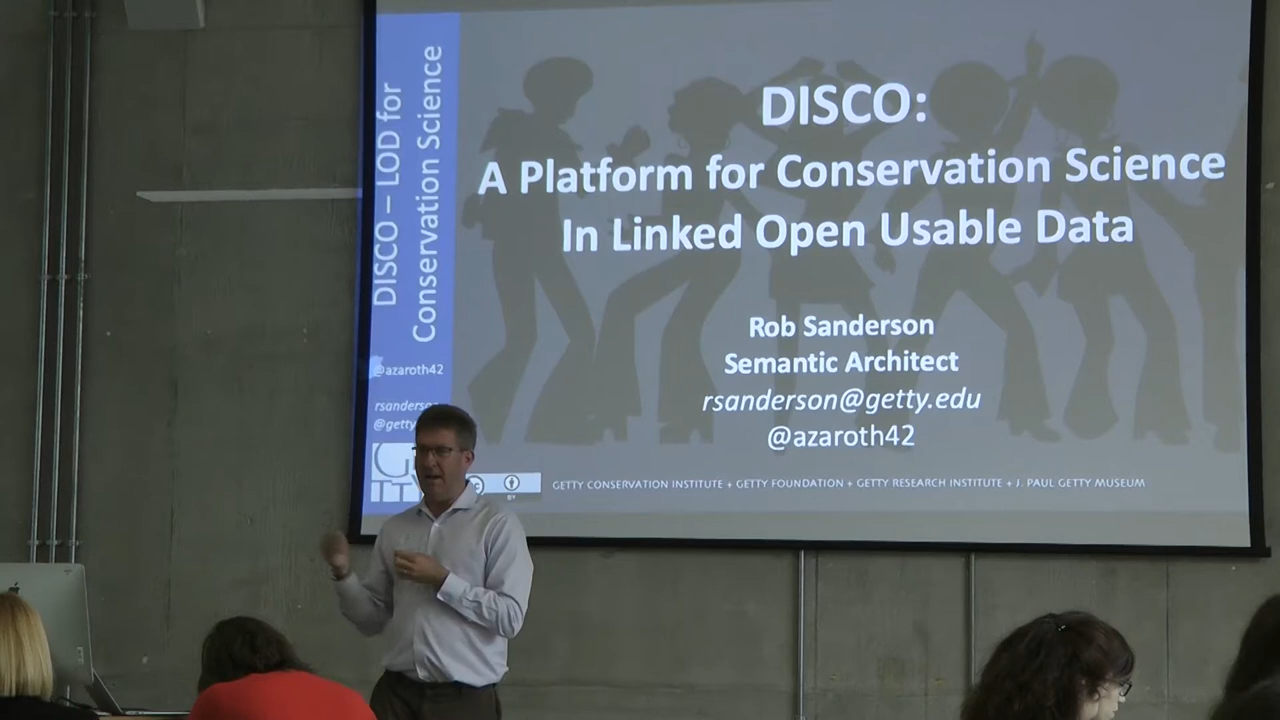 DISCO – LOD for
Conservation Science
@azaroth42
DISCO:
A Platform for Conservation Science
In Linked Open Usable Data
Rob Sanderson
Semantic Architect
rsanderson@getty.edu
@azaroth42
BY
GETTY CONSERVATION INSTITUTE + GETTY FOUNDATION + GETTY RESEARCH INSTITUTE + J. PAUL GETTY MUSEUM